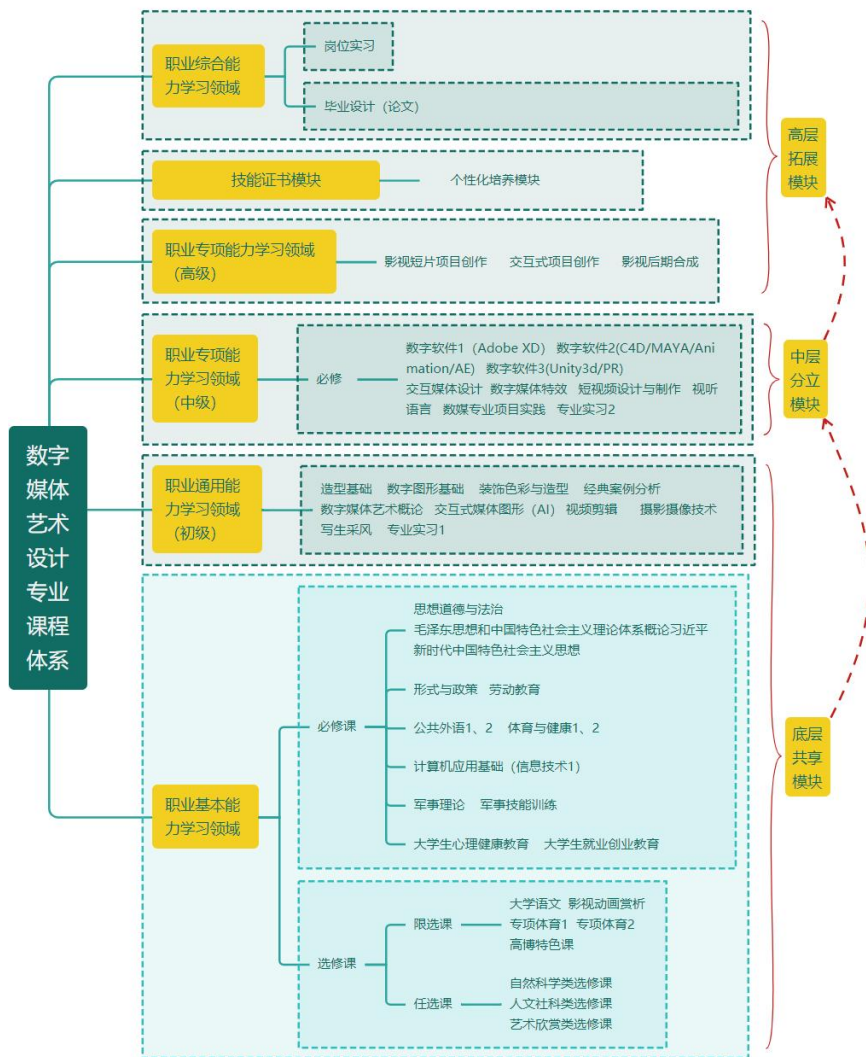 职业综合能
力学习领域
岗位实习
毕业设计（论文）
技能证书模块
个性化培养模块
职业专项能力学习领域
（高级）
影视短片项目创作 交互式项目创作 影视后期合成
高层
拓展
模块
职业专项能
力学习领域
（中级）
必修
数字软件1（Adobe XD） 数字软件2(C4D/MAYA/Ani
mation/AE) 数字软件3(Unity3d/PR)
交互媒体设计 数字媒体特效 短视频设计与制作 视听
语言 数媒专业项目实践 专业实习2
中层
分立
模块
数字
媒体
艺术
设计
专业
课程
体系
职业通用能
力学习领域
（初级）
造型基础 数字图形基础 装饰色彩与造型 经典案例分析
数字媒体艺术概论 交互式媒体图形（AI） 视频剪辑 摄影摄像技术
写生采风 专业实习1
职业基本能
力学习领域
必修课
思想道德与法治
毛泽东思想和中国特色社会主义理论体系概论习近平
新时代中国特色社会主义思想
形式与政策 劳动教育
公共外语1、2 体育与健康1、2
计算机应用基础（信息技术1）
军事理论 军事技能训练
大学生心理健康教育 大学生就业创业教育
选修课
限选课
大学语文 影视动画赏析
专项体育1 专项体育2
高博特色课
任选课
自然科学类选修课
人文社科类选修课
艺术欣赏类选修课
底层
共享
模块